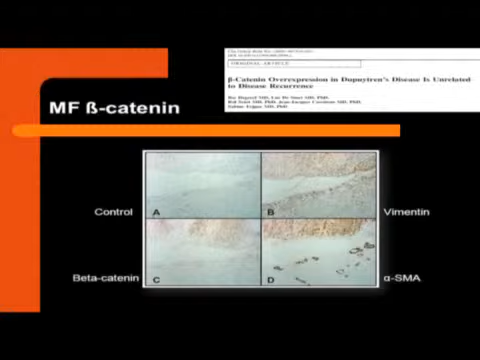 ORIGINAL ARTICLE
β-Catenin Overexpression in Dupuytren's Disease Is Unrelated
to Disease Recurrence
MF ß-catenin
Control
A
B
Vimentin
Beta-catenin
C
D
α-SMA